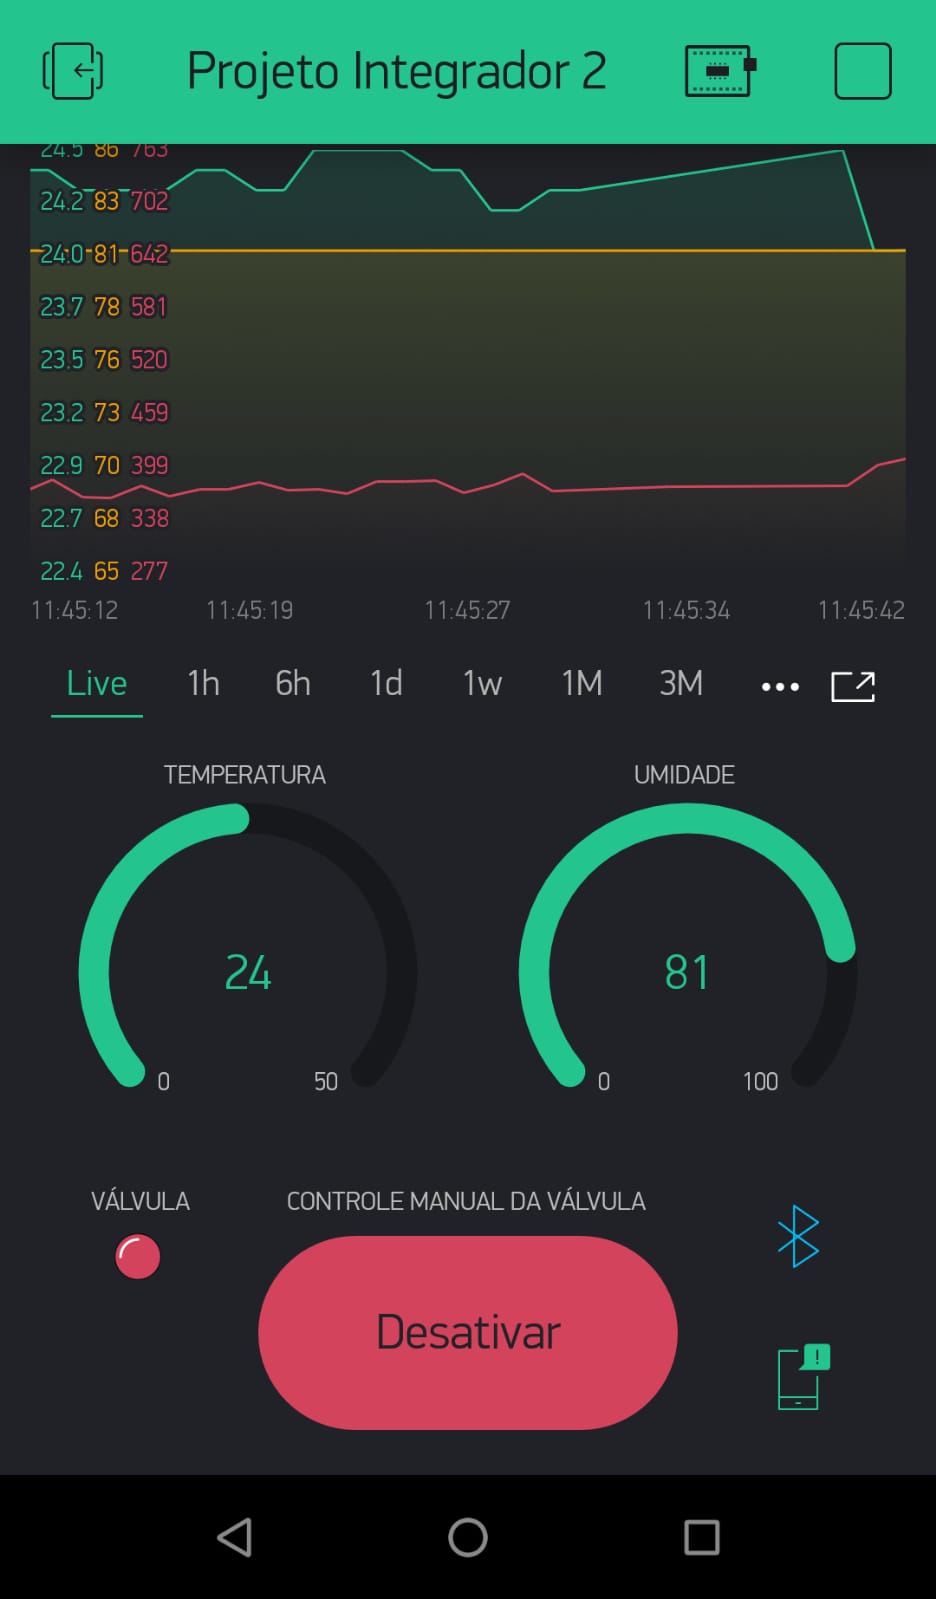 Projeto Integrador 2
24.5 86 763
24.2 83 702
24.0 81 642
23.7 78 581
23.5 76 520
23.2 73 459
22.9 70 399
22.7 68 338
22.4 65 277
11:45:12 11:45:19 11:45:27 11:45:34 11:45:42
Live 1h 6h 1d 1w 1M 3M •••
TEMPERATURA UMIDADE
24 81
0 50 0 100
VÁLVULA CONTROLE MANUAL DA VÁLVULA
Desativar
!